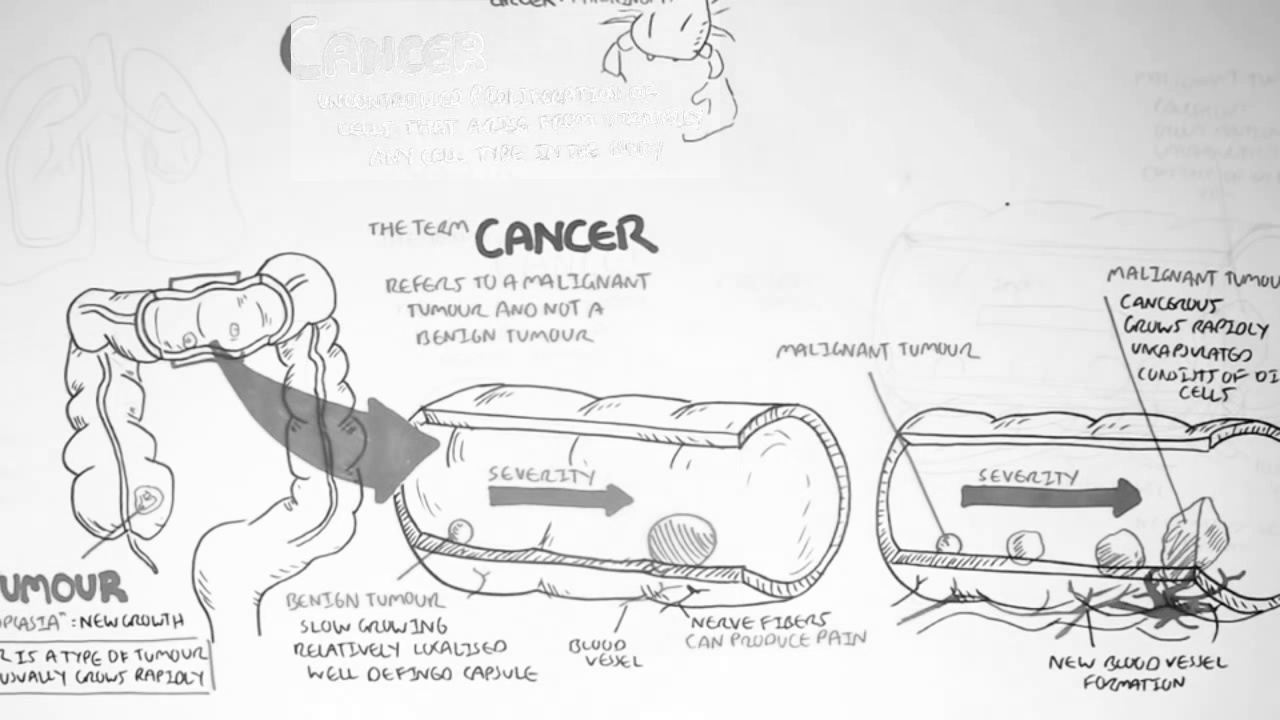 CANCER
UNCONTROLLED PROLIFERATION OF
CELLS THAT ARISE FROM VIRTUALLY
ANY CELL TYPE IN THE BODY
THE TERM CANCER
REFERS TO A MALIGNANT
TUMOUR AND NOT A
BENIGN TUMOUR
MALIGNANT TUMOUR
SEVERITY
BENIGN TUMOUR
SLOW GROWING
RELATIVELY LOCALISED
WELL DEFINED CAPSULE
BLOOD
VESSEL
NERVE FIBERS
CAN PRODUCE PAIN
MALIGNANT TUMOU
CANCEROUS
GROWS RAPIDLY
UNCAPSULATED
CONSISTS OF DI
CELLS
SEVERITY
NEW BLOOD VESSEL
FORMATION
UMOUR
OPLASIA": NEW GROWTH
R IS A TYPE OF TUMOUR
USUALLY GROWS RAPIDLY